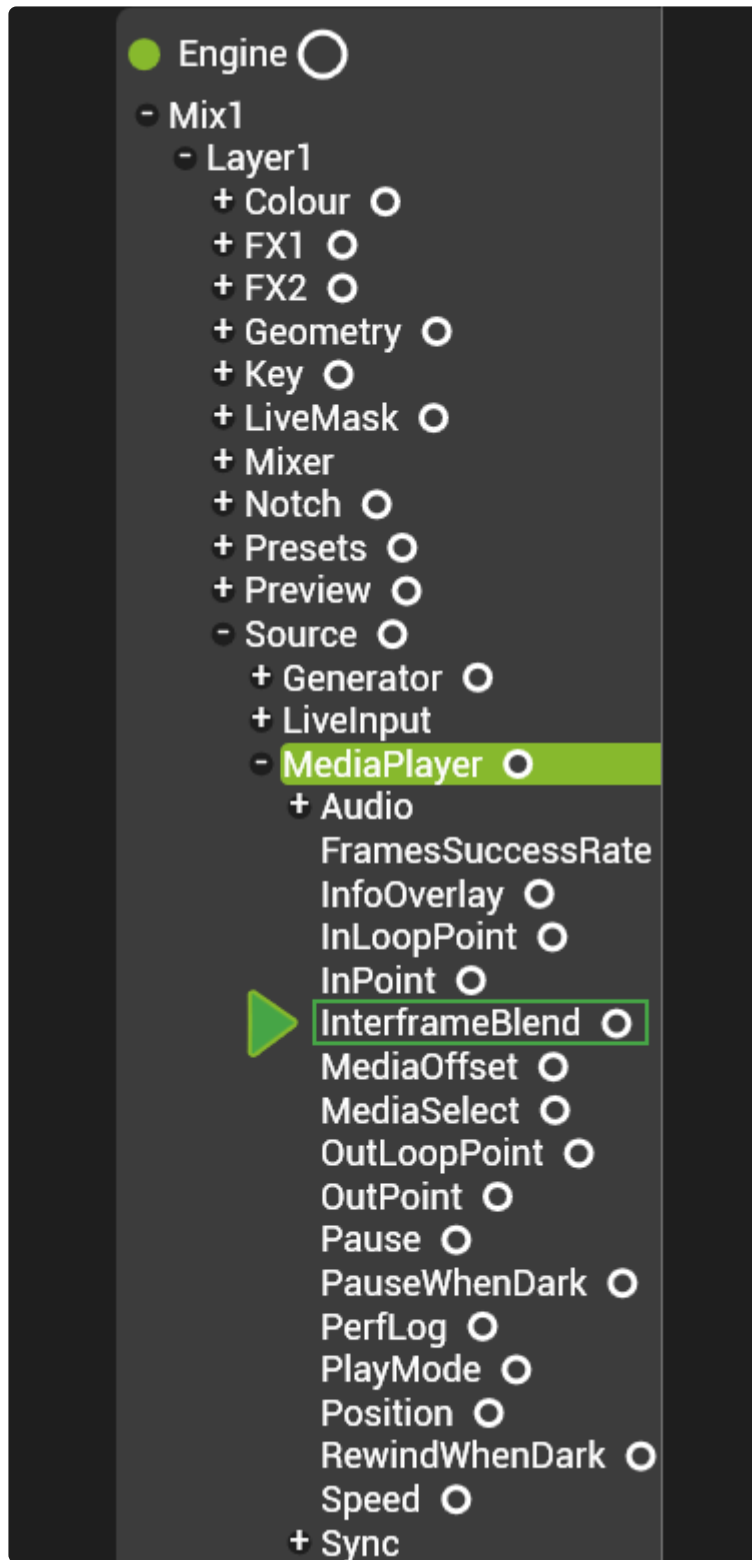 Engine
- Mix1
- Layer1
+ Colour
+ FX1
+ FX2
+ Geometry
+ Key
+ LiveMask
+ Mixer
+ Notch
+ Presets
+ Preview
- Source
+ Generator
+ LiveInput
- MediaPlayer
+ Audio
FramesSuccessRate
InfoOverlay
InLoopPoint
InPoint
InterframeBlend
MediaOffset
MediaSelect
OutLoopPoint
OutPoint
Pause
PauseWhenDark
PerfLog
PlayMode
Position
RewindWhenDark
Speed
+ Sync